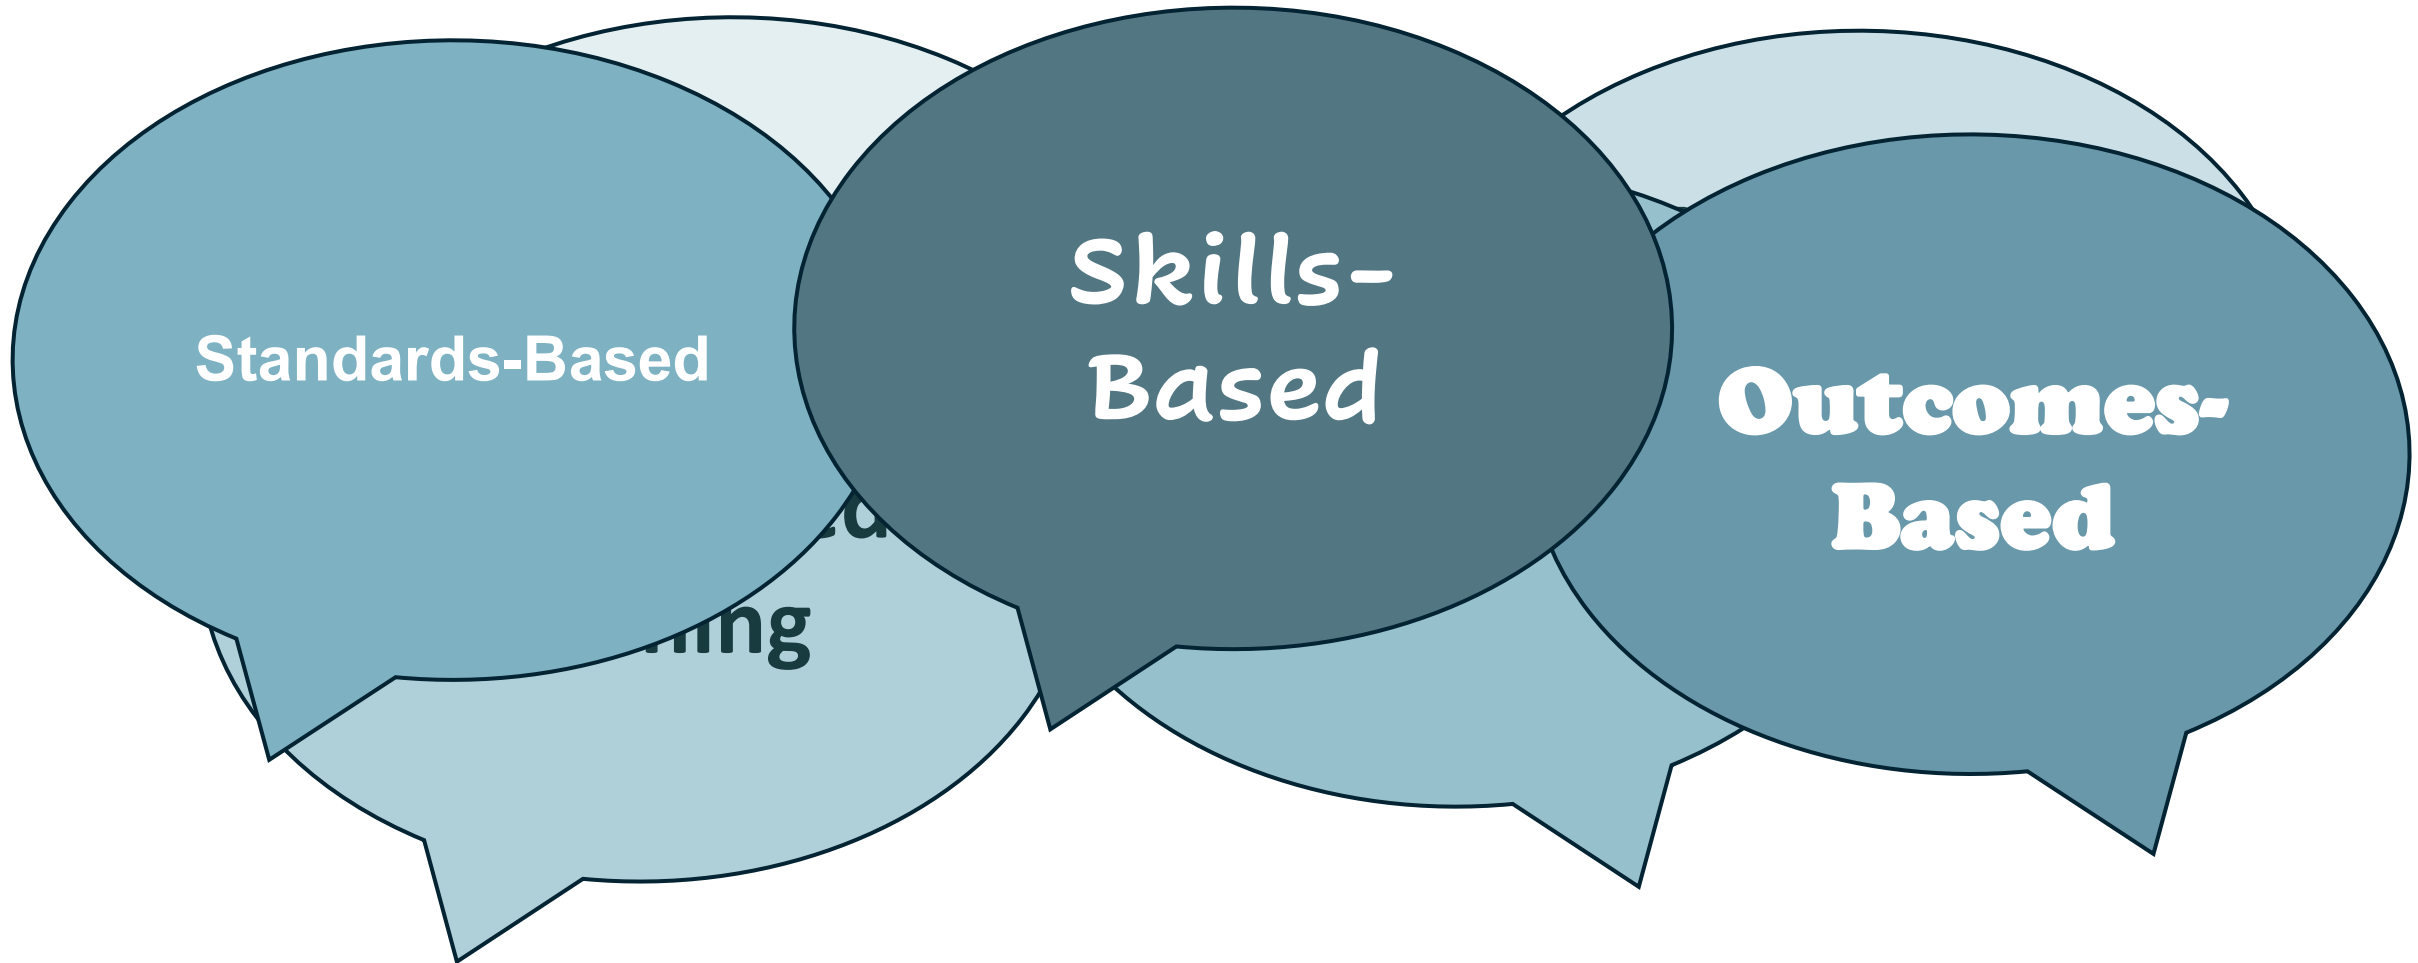 Standards-Based
Skills-
Based
Outcomes-
Based